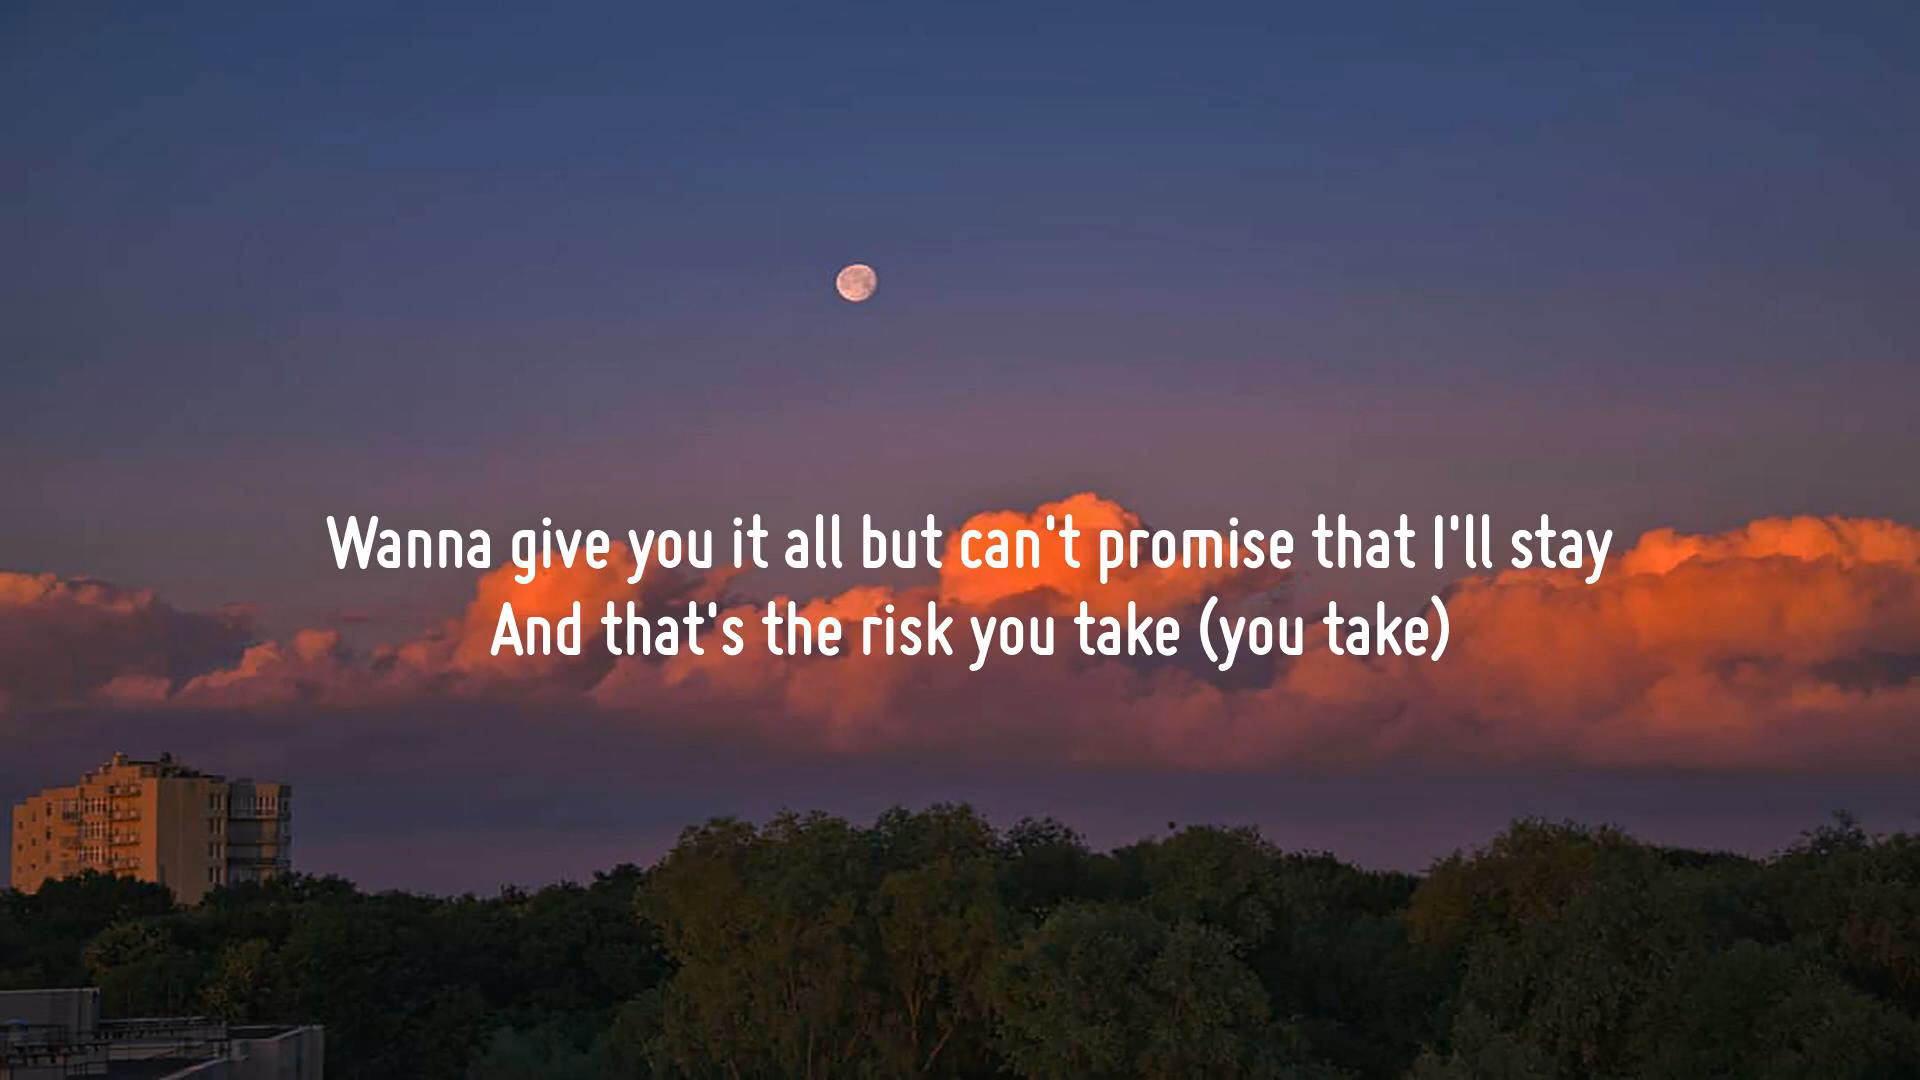 Wanna give you it all but can't promise that I'll stay
And that's the risk you take (you take)